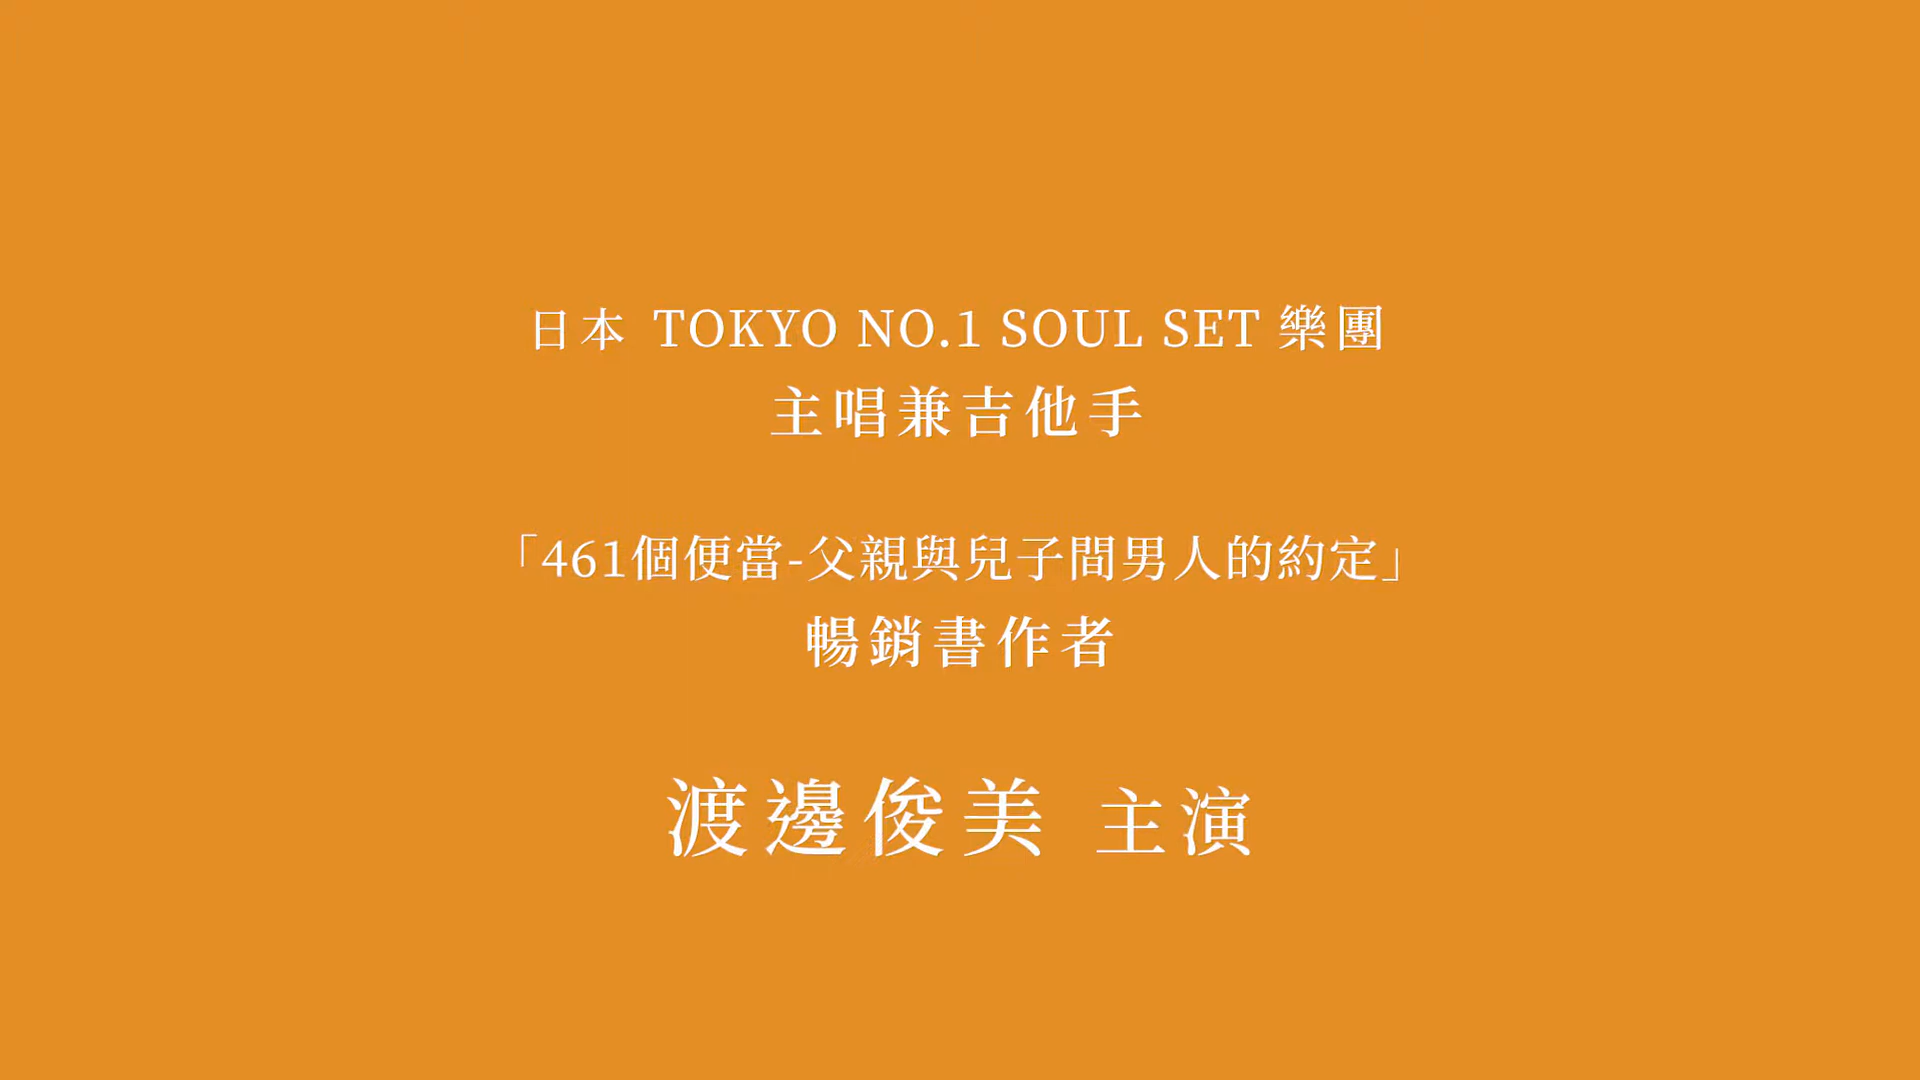 日本 TOKYO NO.1 SOUL SET 樂團
主唱兼吉他手
「461個便當-父親與兒子間男人的約定」
暢銷書作者
渡邊俊美 主演